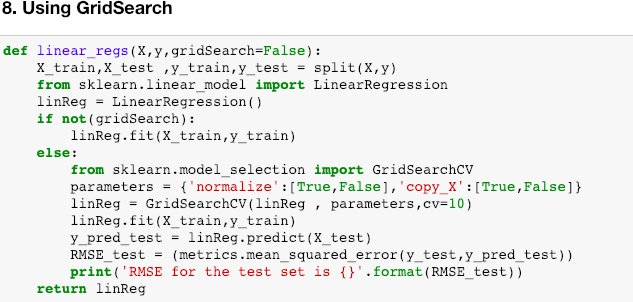 8. Using GridSearch
def linear_regs(X,y,gridSearch=False):
    X_train,X_test ,y_train,y_test = split(X,y)
    from sklearn.linear_model import LinearRegression
    linReg = LinearRegression()
    if not(gridSearch):
        linReg.fit(X_train,y_train)
    else:
        from sklearn.model_selection import GridSearchCV
        parameters = {'normalize':[True,False],'copy_X':[True,False]}
        linReg = GridSearchCV(linReg , parameters,cv=10)
        linReg.fit(X_train,y_train)
        y_pred_test = linReg.predict(X_test)
        RMSE_test = (metrics.mean_squared_error(y_test,y_pred_test))
        print('RMSE for the test set is {}'.format(RMSE_test))
    return linReg